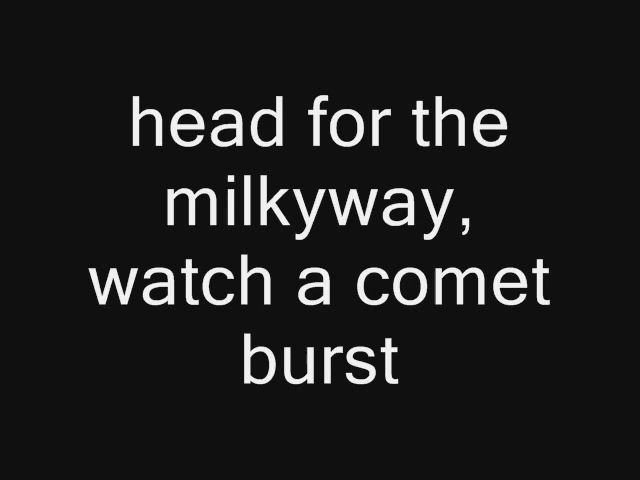 head for the
milkyway,
watch a comet
burst